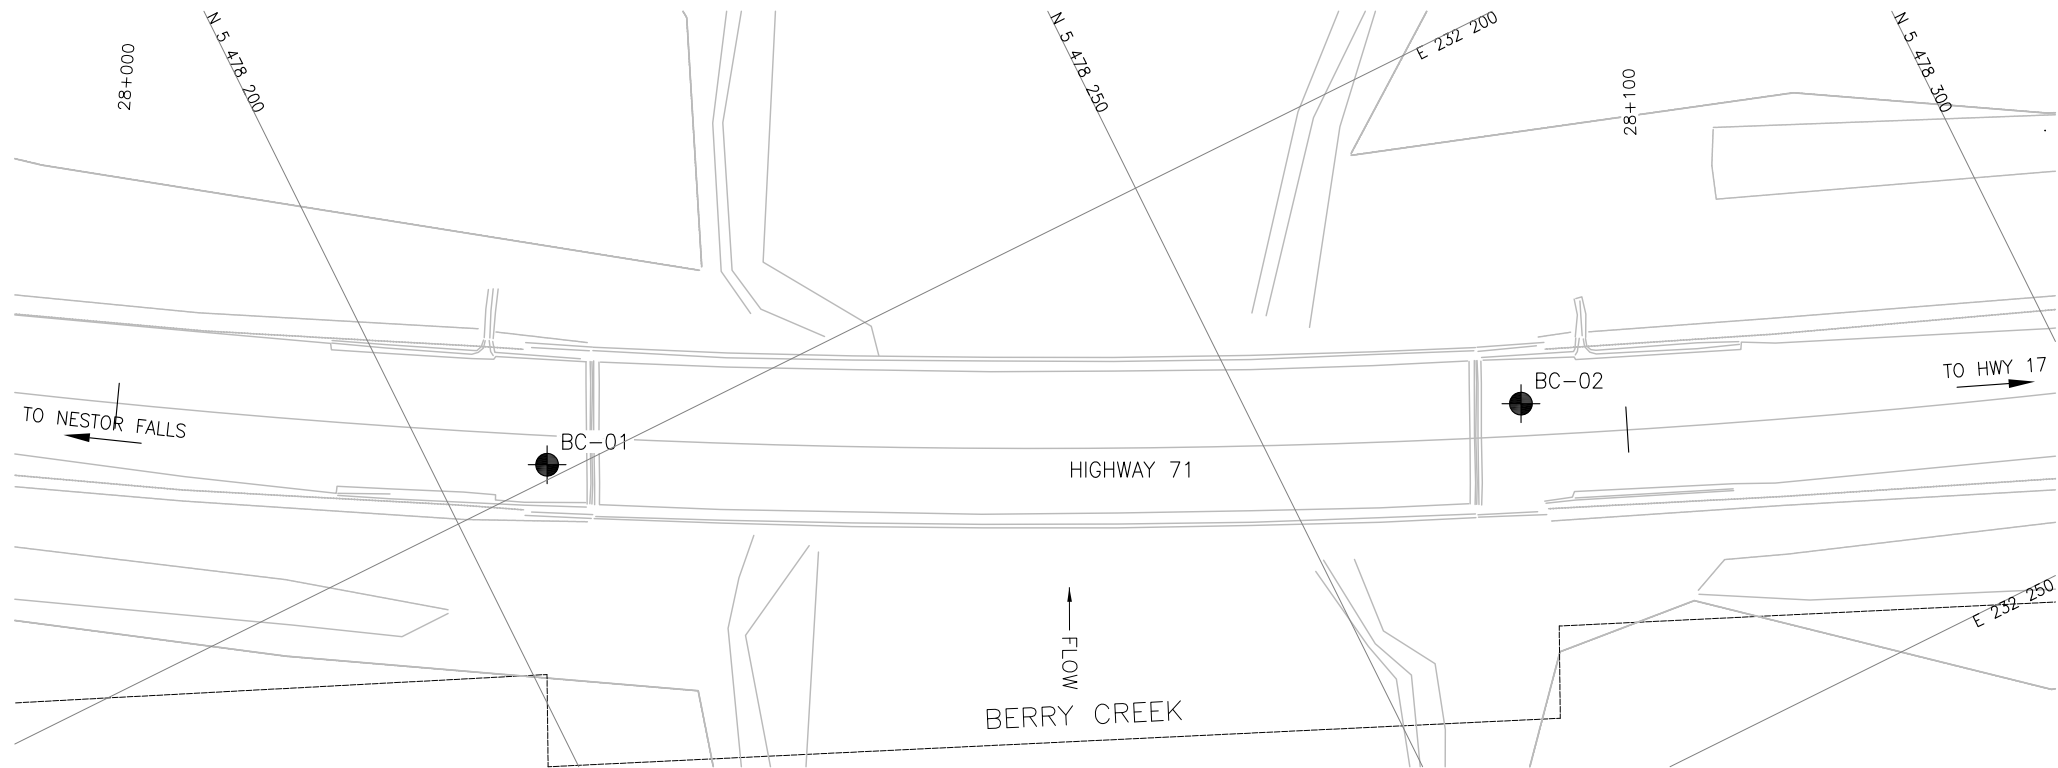 N 5 478 200
N 5 478 250
E 232 200
N 5 478 300
28+000
28+100
TO HWY 17
BC-02
TO NESTOR FALLS
BC-01
HIGHWAY 71
FLOW
E 232 250
BERRY CREEK